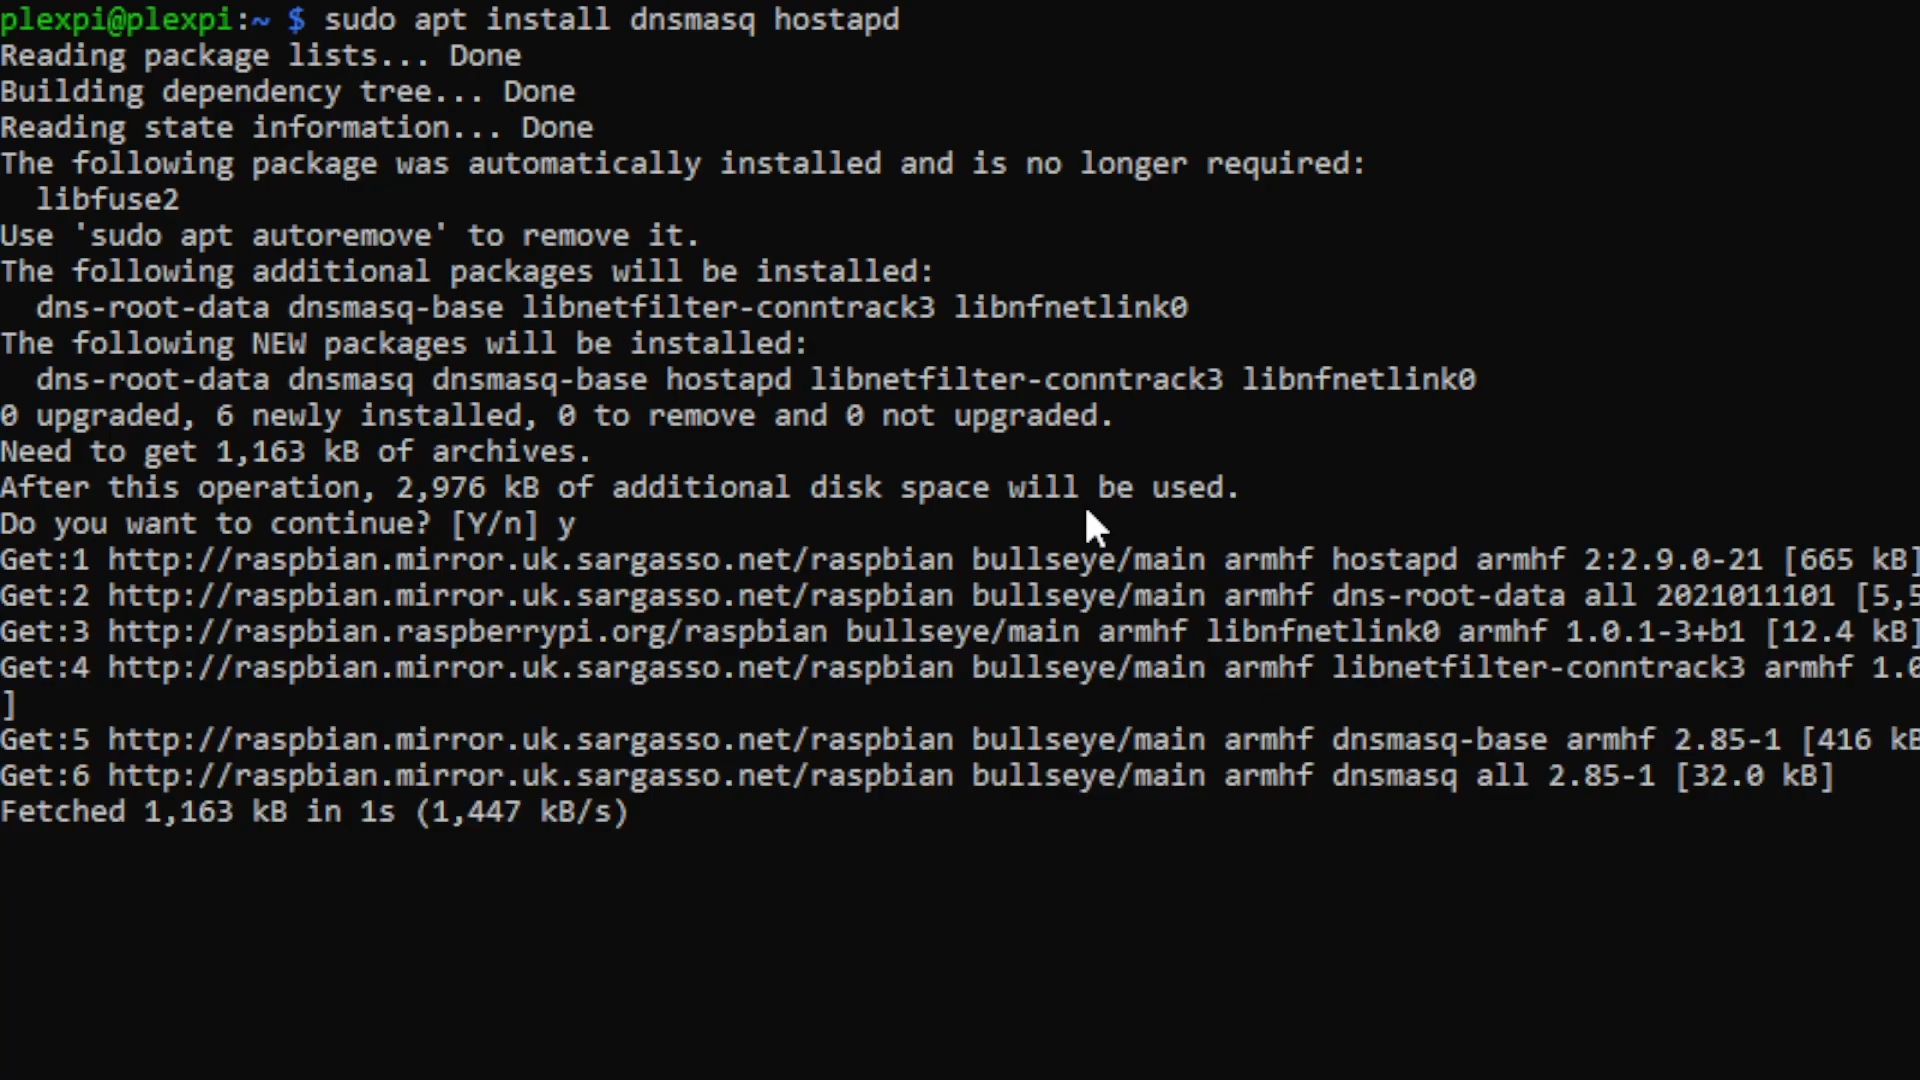 plexpi@plexpi:~ $ sudo apt install dnsmasq hostapd
Reading package lists... Done
Building dependency tree... Done
Reading state information... Done
The following package was automatically installed and is no longer required:
  libfuse2
Use 'sudo apt autoremove' to remove it.
The following additional packages will be installed:
  dns-root-data dnsmasq-base libnetfilter-conntrack3 libnfnetlink0
The following NEW packages will be installed:
  dns-root-data dnsmasq dnsmasq-base hostapd libnetfilter-conntrack3 libnfnetlink0
0 upgraded, 6 newly installed, 0 to remove and 0 not upgraded.
Need to get 1,163 kB of archives.
After this operation, 2,976 kB of additional disk space will be used.
Do you want to continue? [Y/n] y
Get:1 http://raspbian.mirror.uk.sargasso.net/raspbian bullseye/main armhf hostapd armhf 2:2.9.0-21 [665 kB]
Get:2 http://raspbian.mirror.uk.sargasso.net/raspbian bullseye/main armhf dns-root-data all 2021011101 [5,5
Get:3 http://raspbian.raspberrypi.org/raspbian bullseye/main armhf libnfnetlink0 armhf 1.0.1-3+b1 [12.4 kB]
Get:4 http://raspbian.mirror.uk.sargasso.net/raspbian bullseye/main armhf libnetfilter-conntrack3 armhf 1.0
]
Get:5 http://raspbian.mirror.uk.sargasso.net/raspbian bullseye/main armhf dnsmasq-base armhf 2.85-1 [416 kB
Get:6 http://raspbian.mirror.uk.sargasso.net/raspbian bullseye/main armhf dnsmasq all 2.85-1 [32.0 kB]
Fetched 1,163 kB in 1s (1,447 kB/s)